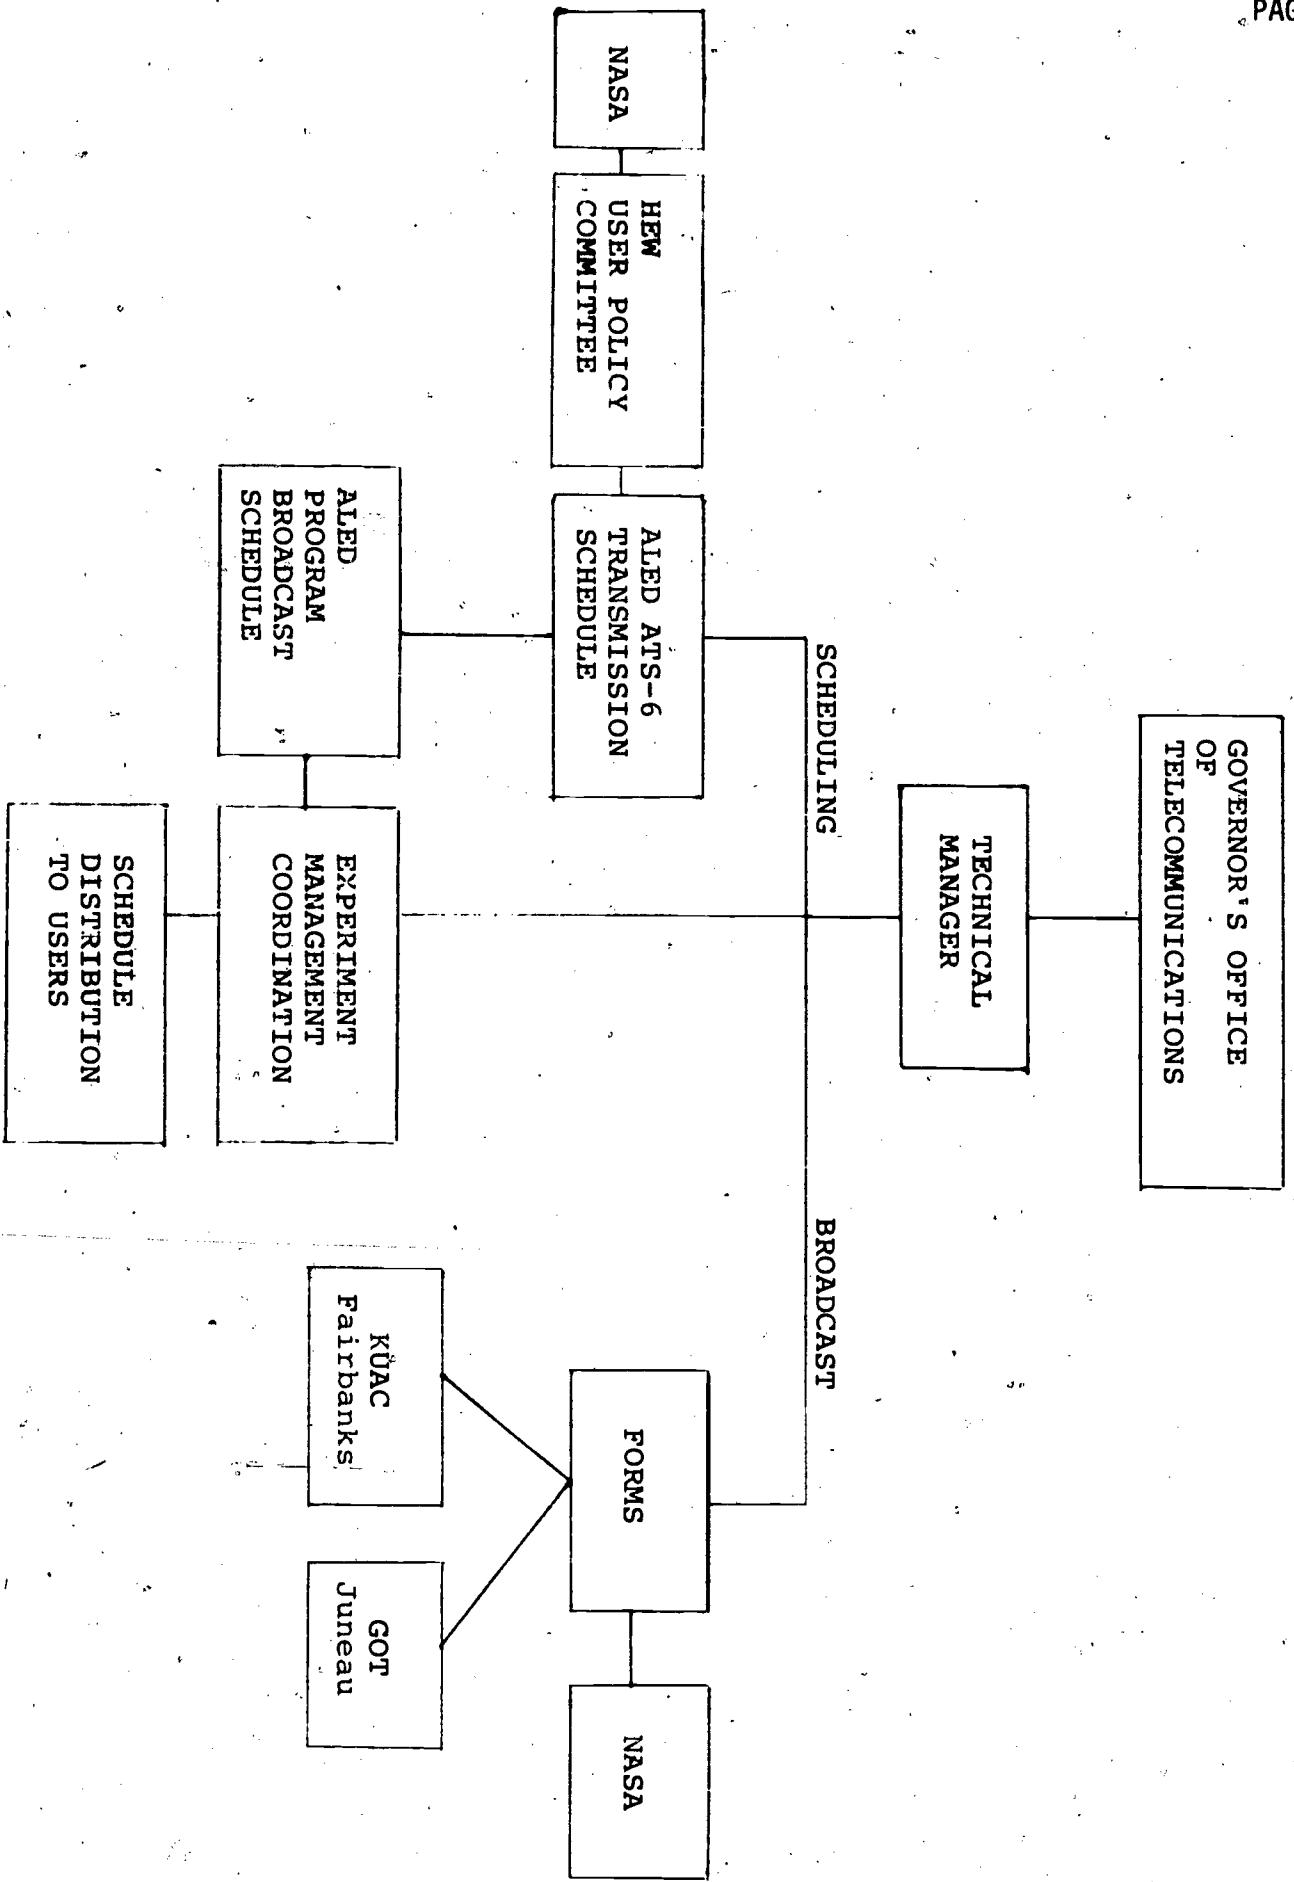 PAG
GOVERNOR'S OFFICE
OF
TELECOMMUNICATIONS
TECHNICAL
MANAGER
SCHEDULING
BROADCAST
NASA
HEW
USER POLICY
COMMITTEE
ALED ATS-6
TRANSMISSION
SCHEDULE
FORMS
NASA
ALED
PROGRAM
BROADCAST
SCHEDULE
EXPERIMENT
MANAGEMENT
COORDINATION
KUAC
Fairbanks
GOT
Juneau
SCHEDULE
DISTRIBUTION
TO USERS